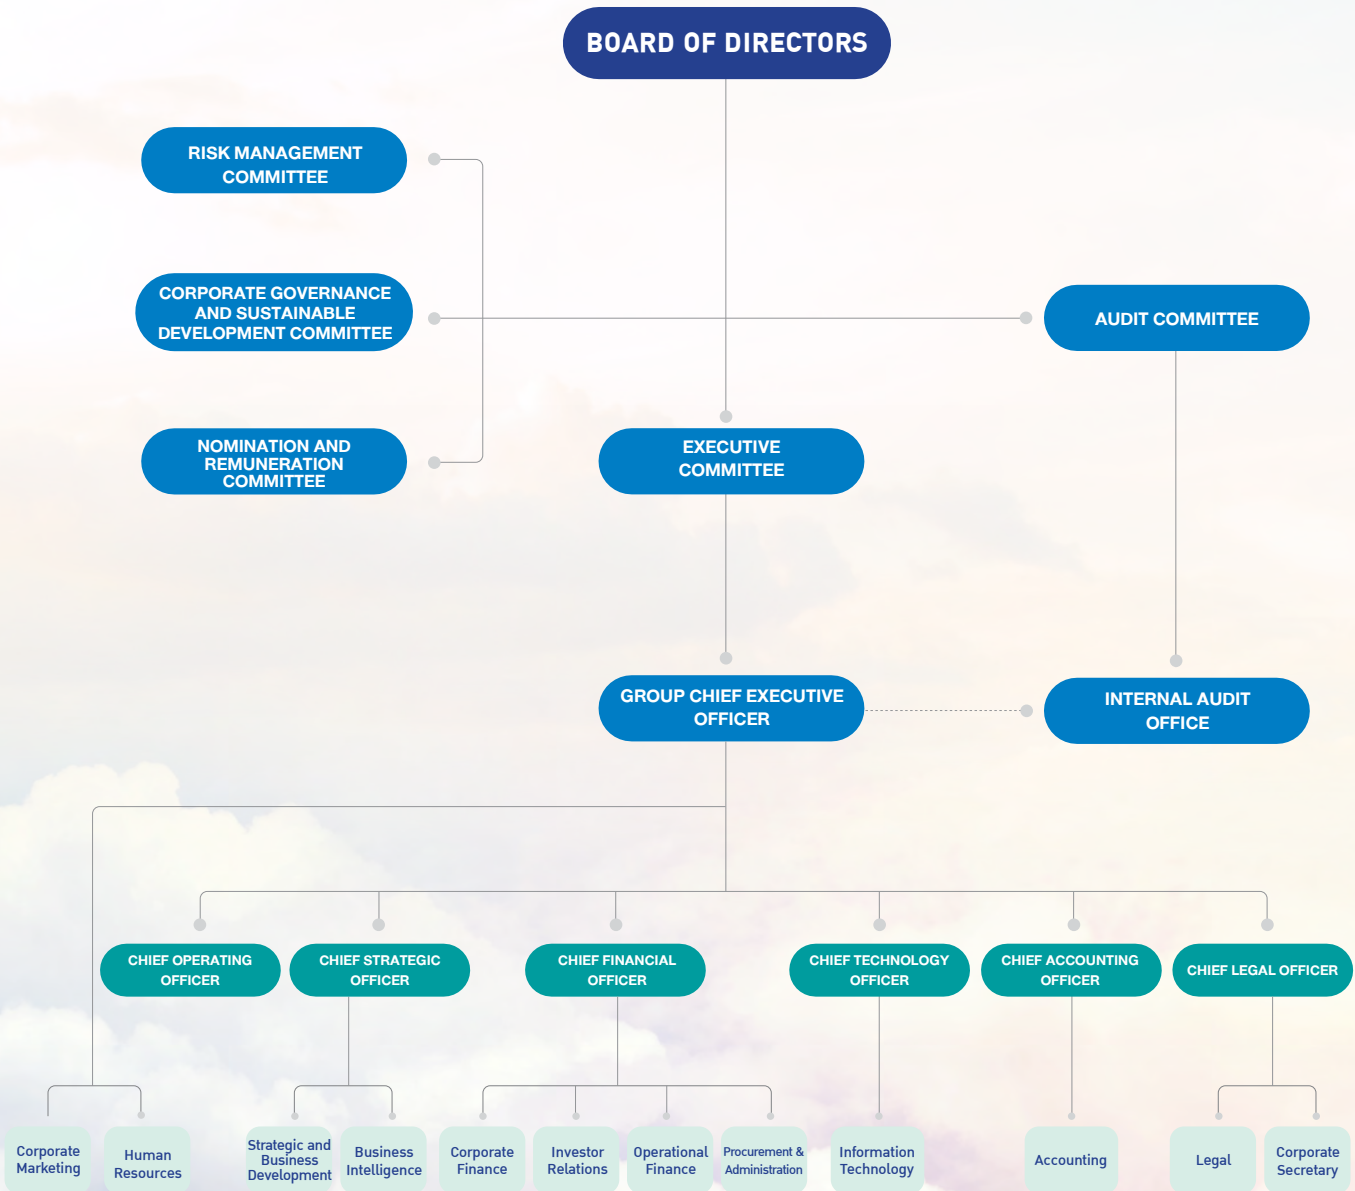 BOARD OF DIRECTORS
RISK MANAGEMENT
COMMITTEE
CORPORATE GOVERNANCE
AND SUSTAINABLE
DEVELOPMENT COMMITTEE
AUDIT COMMITTEE
NOMINATION AND
REMUNERATION
COMMITTEE
EXECUTIVE
COMMITTEE
GROUP CHIEF EXECUTIVE
OFFICER
INTERNAL AUDIT
OFFICE
CHIEF OPERATING
OFFICER
CHIEF STRATEGIC
OFFICER
CHIEF FINANCIAL
OFFICER
CHIEF TECHNOLOGY
OFFICER
CHIEF ACCOUNTING
OFFICER
CHIEF LEGAL OFFICER
Corporate
Marketing
Human
Resources
Strategic and
Business
Development
Business
Intelligence
Corporate
Finance
Investor
Relations
Operational
Finance
Procurement &
Administration
Information
Technology
Accounting
Legal
Corporate
Secretary